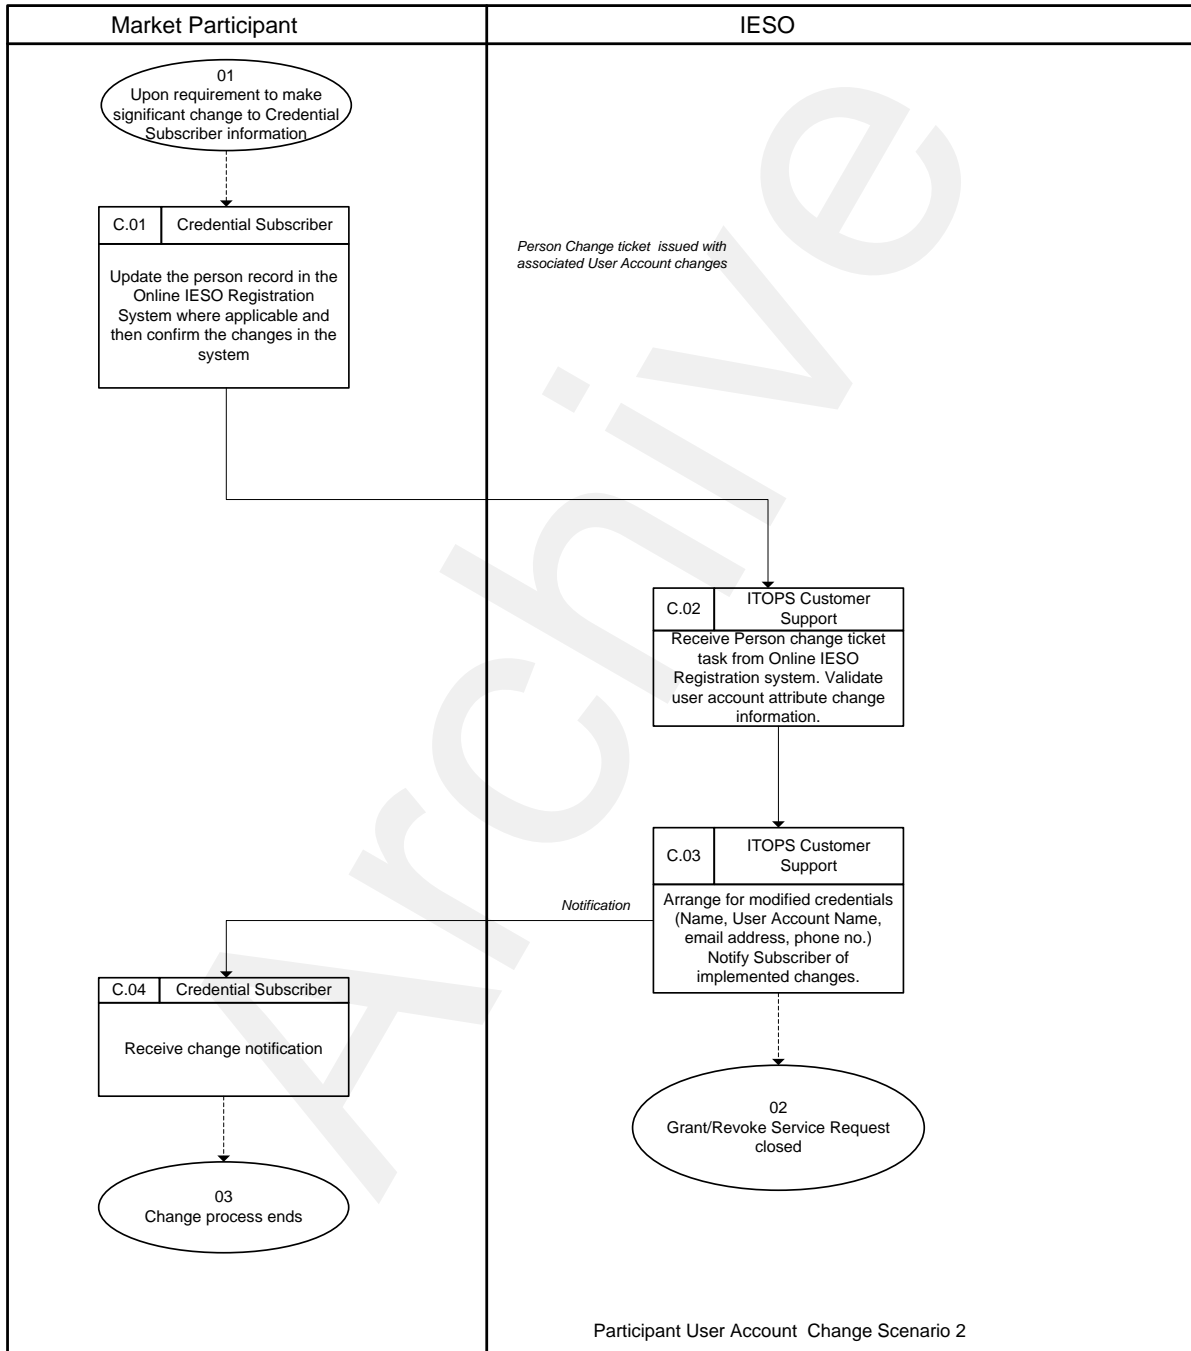 Market Participant
IESO
01
Upon requirement to make
significant change to Credential
Subscriber information
C.01
Credential Subscriber
Update the person record in the
Online IESO Registration
System where applicable and
then confirm the changes in the
system
Person Change ticket issued with
associated User Account changes
C.02
ITOPS Customer
Support
Receive Person change ticket
task from Online IESO
Registration system. Validate
user account attribute change
information.
C.03
ITOPS Customer
Support
Arrange for modified credentials
(Name, User Account Name,
email address, phone no.)
Notify Subscriber of
implemented changes.
Notification
C.04
Credential Subscriber
Receive change notification
02
Grant/Revoke Service Request
closed
03
Change process ends
Participant User Account Change Scenario 2
Archive